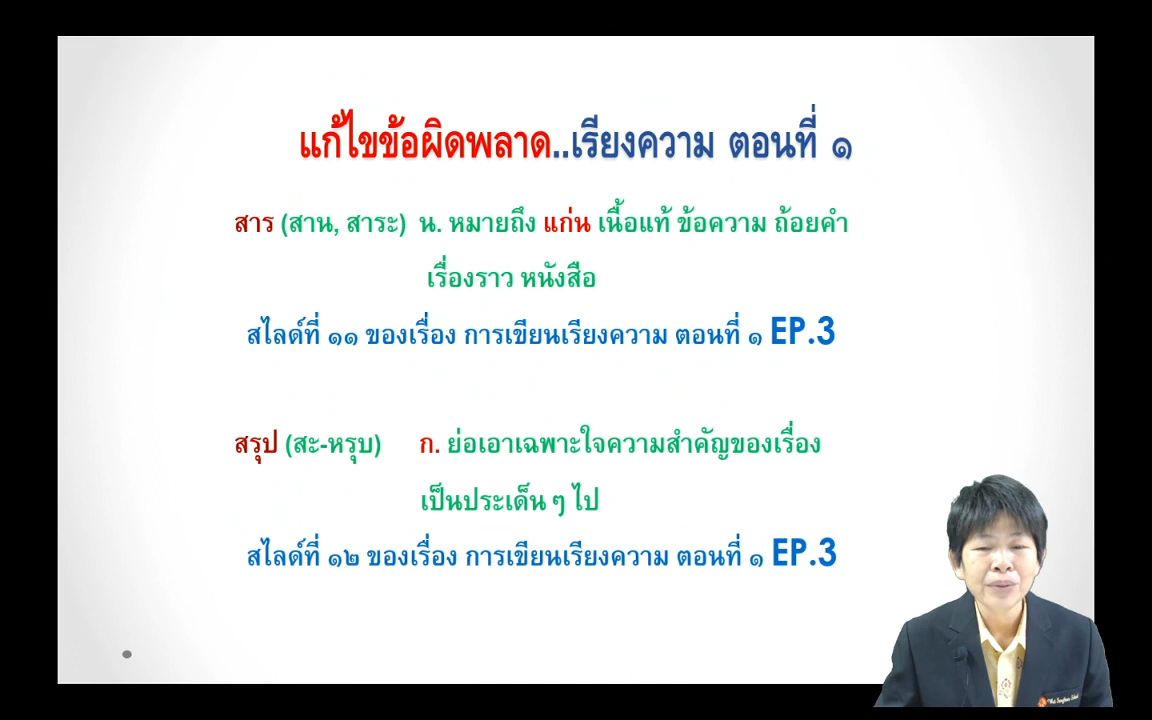 แก้ไขข้อผิดพลาด..เรียงความ ตอนที่ ๑
สาร (สาน, สาระ) น. หมายถึง แก่น เนื้อแท้ ข้อความ ถ้อยคำ
เรื่องราว หนังสือ
สไลด์ที่ ๑๑ ของเรื่อง การเขียนเรียงความ ตอนที่ ๑ EP.3
สรุป (สะ-หรุบ) ก. ย่อเอาเฉพาะใจความสำคัญของเรื่อง
เป็นประเด็น ๆ ไป
สไลด์ที่ ๑๒ ของเรื่อง การเขียนเรียงความ ตอนที่ ๑ EP.3